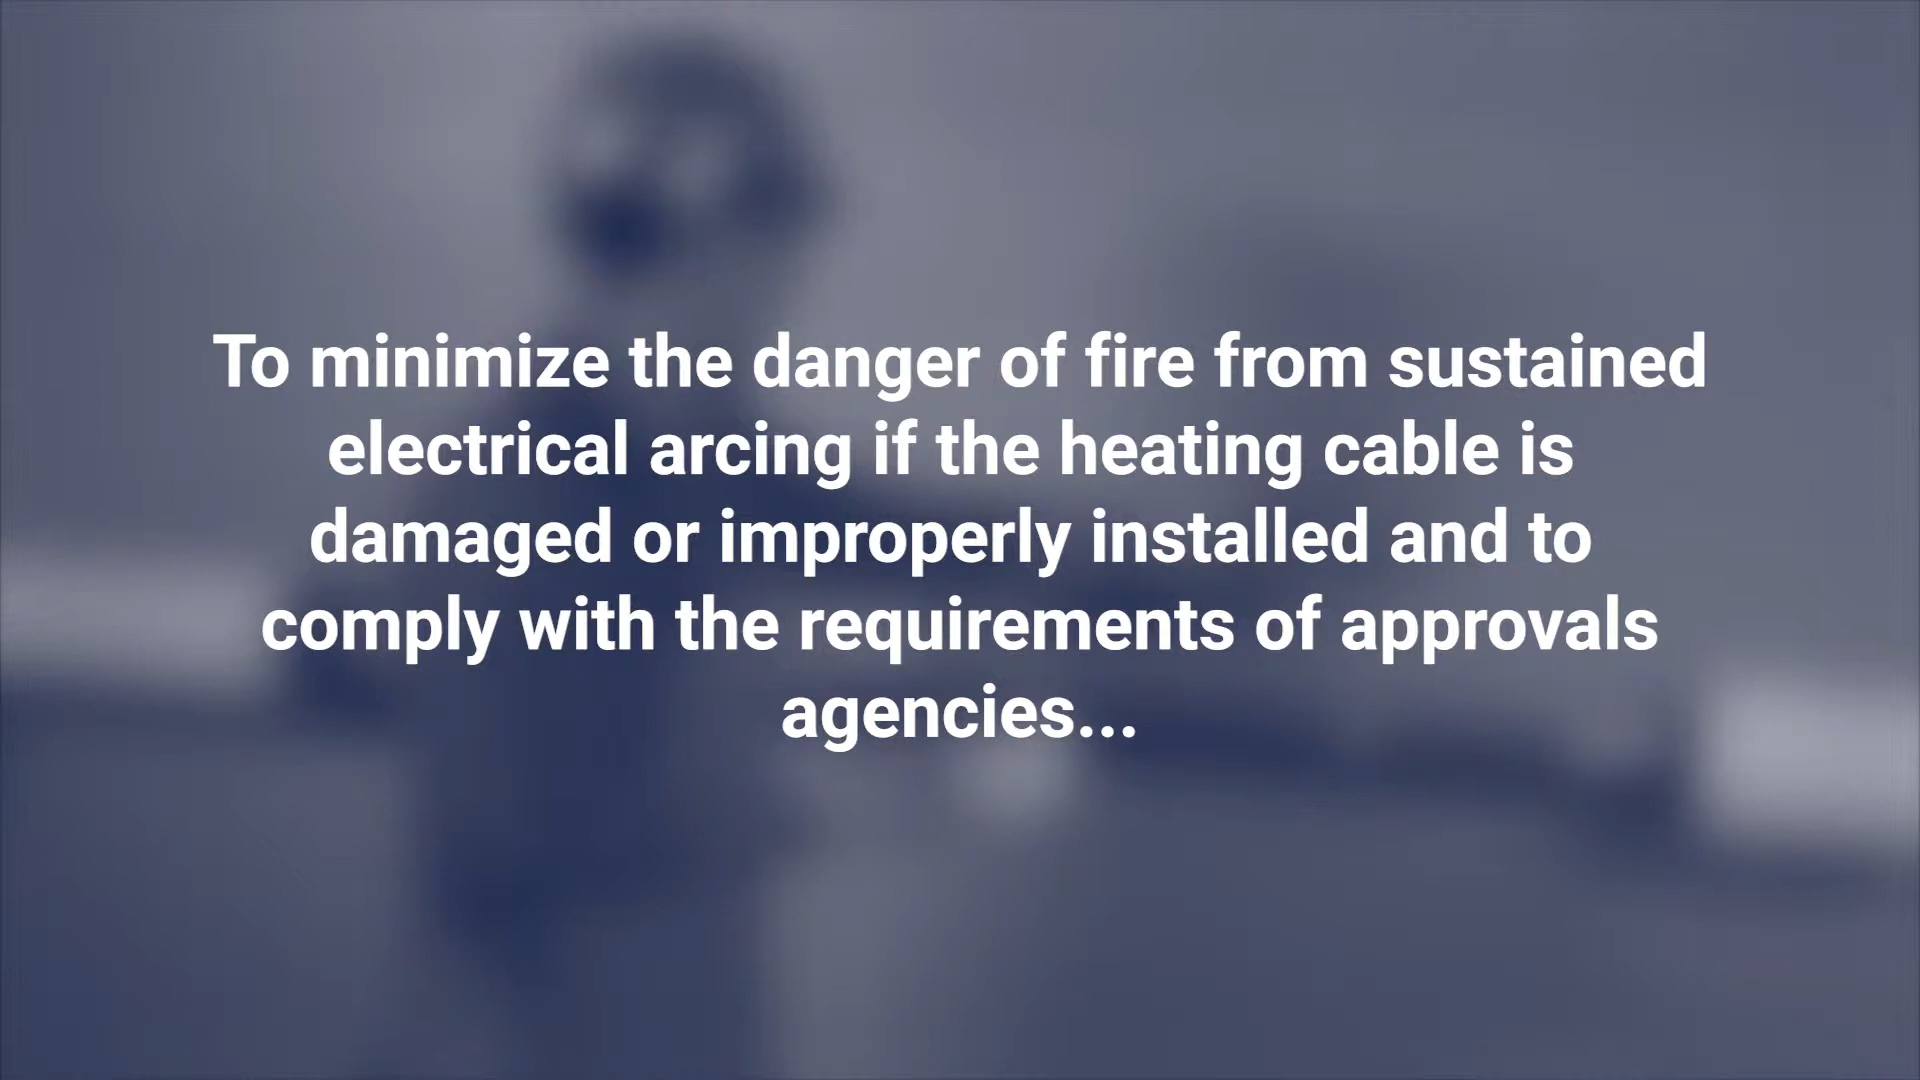 To minimize the danger of fire from sustained
electrical arcing if the heating cable is
damaged or improperly installed and to
comply with the requirements of approvals
agencies...